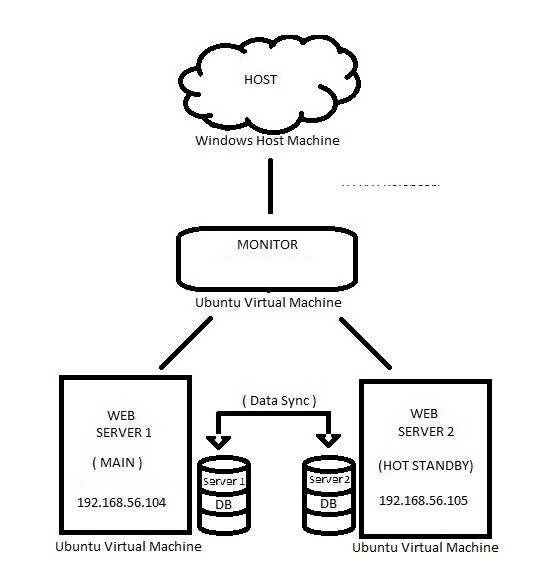 HOST
Windows Host Machine
MONITOR
Ubuntu Virtual Machine
( Data Sync )
WEB
SERVER 1
( MAIN )
192.168.56.104
Server 1
DB
Ubuntu Virtual Machine
Server 2
DB
WEB
SERVER 2
(HOT STANDBY)
192.168.56.105
Ubuntu Virtual Machine